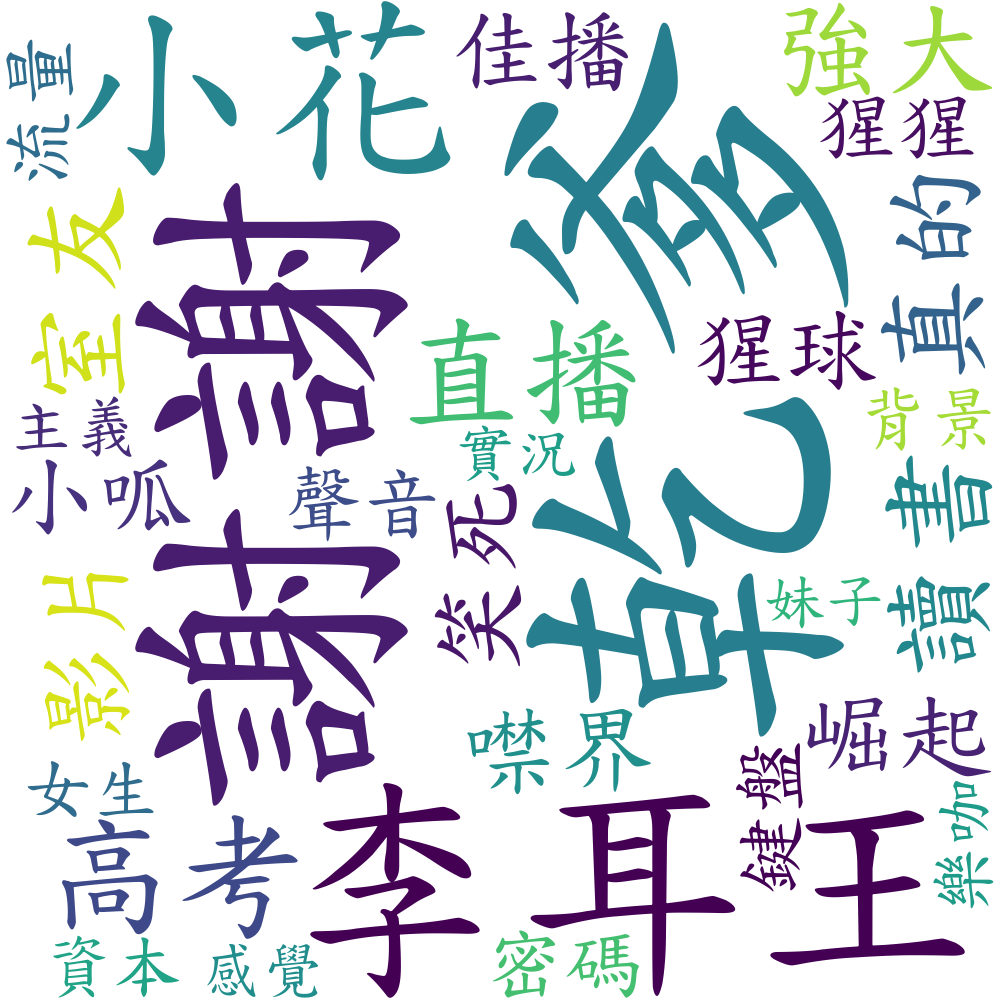 小花
佳播
強大
流量
猩猩
乾爹
真的
室友
謝謝
直播
猩球
背景
主義
小呱
聲音
實況
笑死
書讀
影片
妹子
噤界
崛起
女生
鍵盤
樂咖
高考
李耳王
資本
感覺
密碼